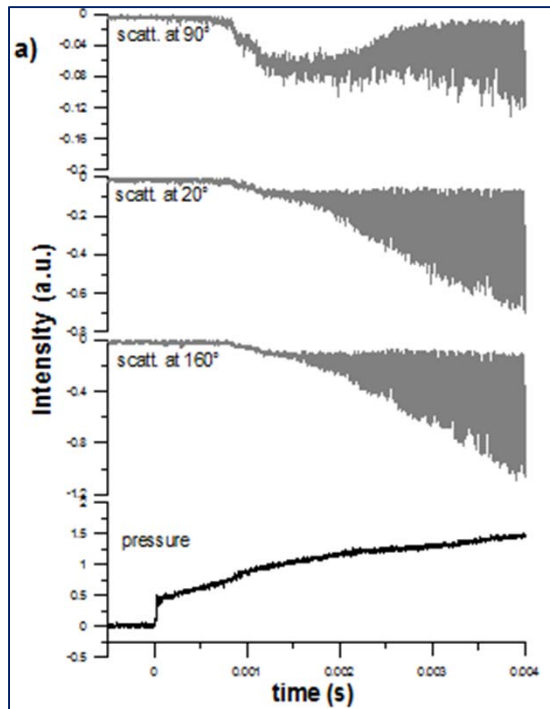 a)
0
scatt. at 90°
-0.04
-0.08
-0.12
-0.16
-0.2
0
scatt. at 20°
-0.2
-0.4
-0.6
-0.8
0
scatt. at 160°
-0.4
-0.8
-1.2
2
1.5
pressure
1
0.5
0
-0.5
Intensity (a.u.)
0 0.001 0.002 0.003 0.004
time (s)